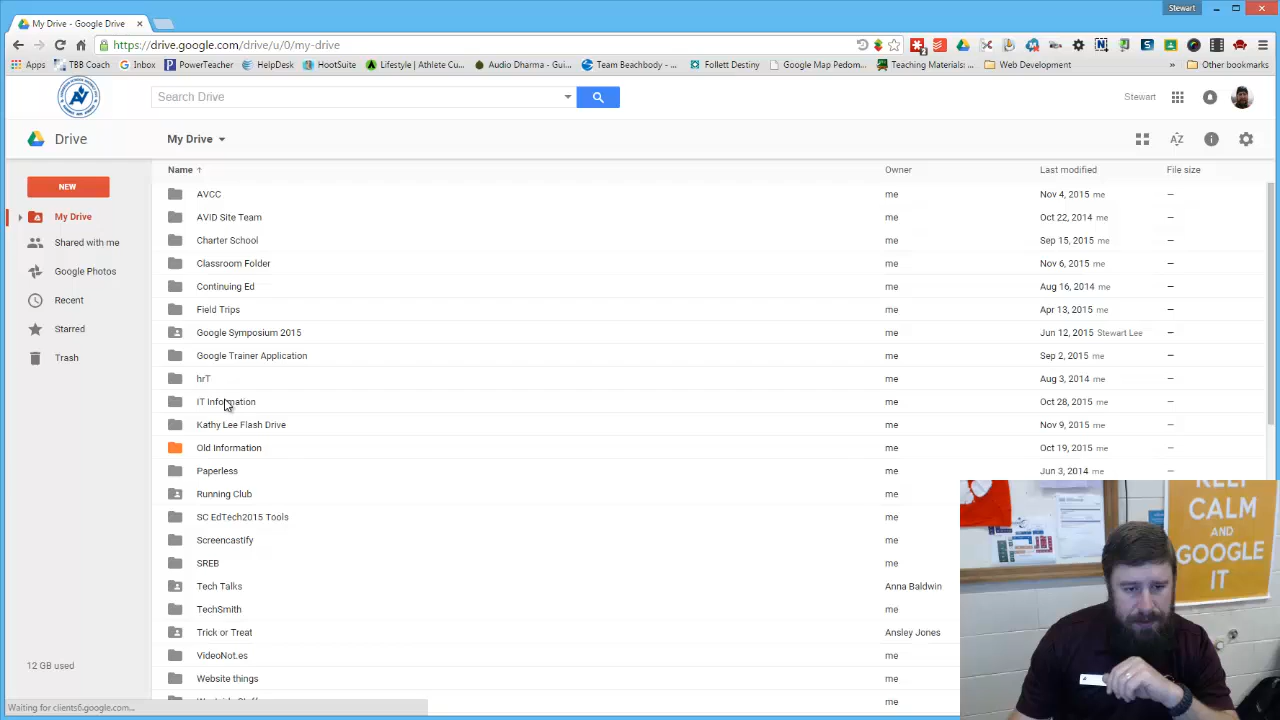 Stewart
My Drive - Google Drive
https://drive.google.com/drive/u/0/my-drive
Apps TBB Coach Inbox PowerTeacher HelpDesk HootSuite Lifestyle | Athlete Cu... Audio Dharma - Gui... Team Beachbody - ... Follett Destiny Google Map Pedom... Teaching Materials:... Web Development » Other bookmarks
Search Drive
Stewart
Drive
My Drive
NEW
My Drive
Shared with me
Google Photos
Recent
Starred
Trash
12 GB used
Name Owner Last modified File size
AVCC me Nov 4, 2015 me —
AVID Site Team me Oct 22, 2014 me —
Charter School me Sep 15, 2015 me —
Classroom Folder me Nov 6, 2015 me —
Continuing Ed me Aug 16, 2014 me —
Field Trips me Apr 13, 2015 me —
Google Symposium 2015 me Jun 12, 2015 Stewart Lee —
Google Trainer Application me Sep 2, 2015 me —
hrT me Aug 3, 2014 me —
IT Information me Oct 28, 2015 me —
Kathy Lee Flash Drive me Nov 9, 2015 me —
Old Information me Oct 19, 2015 me —
Paperless me Jun 3, 2014 me —
Running Club me
SC EdTech2015 Tools me
Screencastify me
SREB me
Tech Talks Anna Baldwin
TechSmith me
Trick or Treat Ansley Jones
VideoNot.es me
Website things me
me
Waiting for clients6.google.com...
KEEP
CALM
AND
GOOGLE
IT